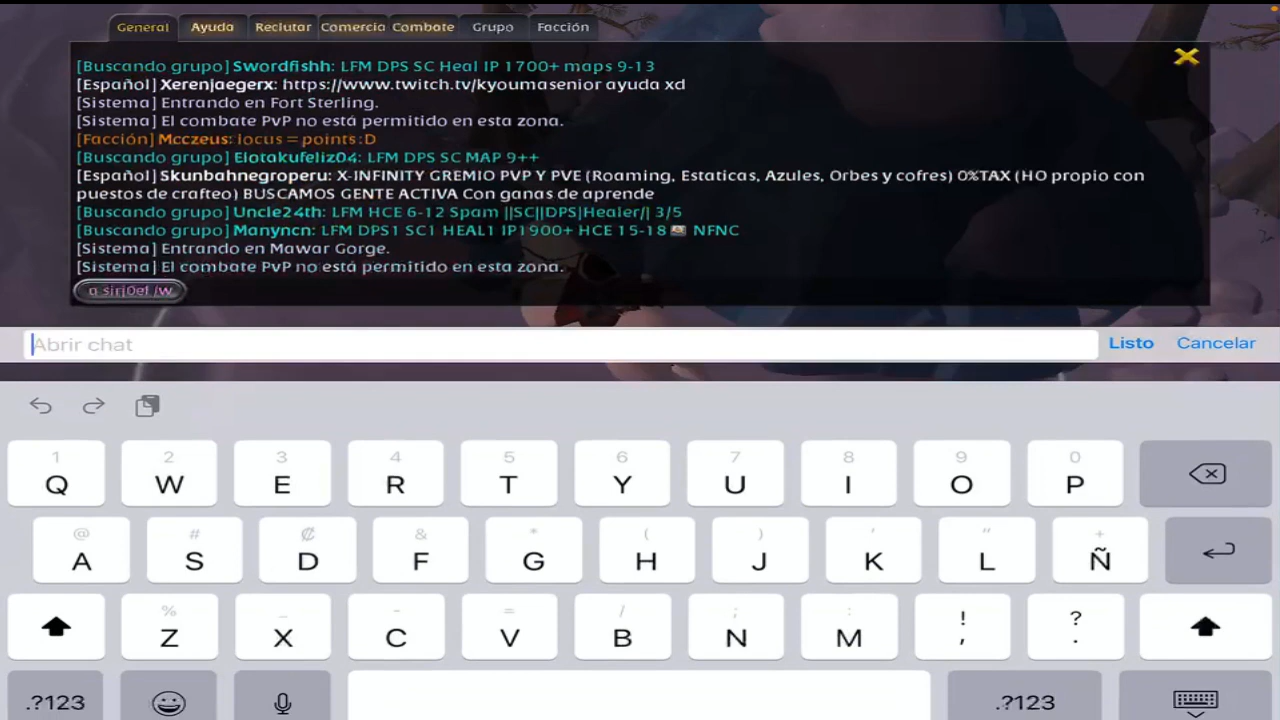 General Ayuda Reclutar Comercia Combate Grupo Facción
[Buscando grupo] Swordfishh: LFM DPS SC Heal IP 1700+ maps 9-13
[Español] Xerenjaegerx: https://www.twitch.tv/kyoumasenior ayuda xd
[Sistema] Entrando en Fort Sterling.
[Sistema] El combate PvP no está permitido en esta zona.
[Facción] Mcczeus: locus = points :D
[Buscando grupo] Elotakufeliz04: LFM DPS SC MAP 9++
[Español] Skunbahnegroperu: X-INFINITY GREMIO PVP Y PVE (Roaming, Estaticas, Azules, Orbes y cofres) 0%TAX (HO propio con
puestos de crafteo) BUSCAMOS GENTE ACTIVA Con ganas de aprende
[Buscando grupo] Uncle24th: LFM HCE 6-12 Spam ||SC||DPS|Healer/| 3/5
[Buscando grupo] Manyncn: LFM DPS1 SC1 HEAL1 IP1900+ HCE 15-18 NFNC
[Sistema] Entrando en Mawar Gorge.
[Sistema] El combate PvP no está permitido en esta zona.
a sirj0ef /w
Abrir chat Listo Cancelar
1 2 3 4 5 6 7 8 9 0
Q W E R T Y U I O P
@ # ₡ & * ( ) ' " +
A S D F G H J K L Ñ
% _ - = / ; : ! ?
Z X C V B N M , .
.?123 .?123